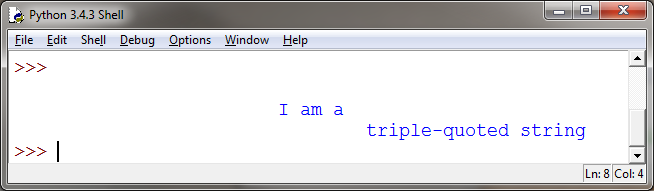 Python 3.4.3 Shell
File Edit Shell Debug Options Window Help
>>>
I am a
triple-quoted string
>>>
Ln: 8 Col: 4